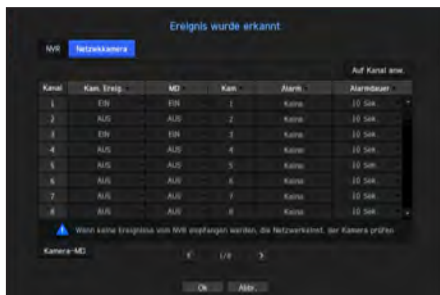 Ereignis wurde erkannt
NVR Netzwekkamera
Auf Kanal anw.
Kanal Kam. Ereig. MD Kam Alarm Alarmdauer
1 EIN EIN 1 Keine 10 Sek.
2 AUS AUS 2 Keine 10 Sek.
3 EIN EIN 3 Keine 10 Sek.
4 AUS AUS 4 Keine 10 Sek.
5 AUS AUS 5 Keine 10 Sek.
6 AUS AUS 6 Keine 10 Sek.
7 AUS AUS 7 Keine 10 Sek.
8 AUS AUS 8 Keine 10 Sek.
Wenn keine Ereignisse vom NVR empfangen werden, die Netzwerkeinst. der Kamera prüfen
Kamera-MD
1/8
Ok Abbr.